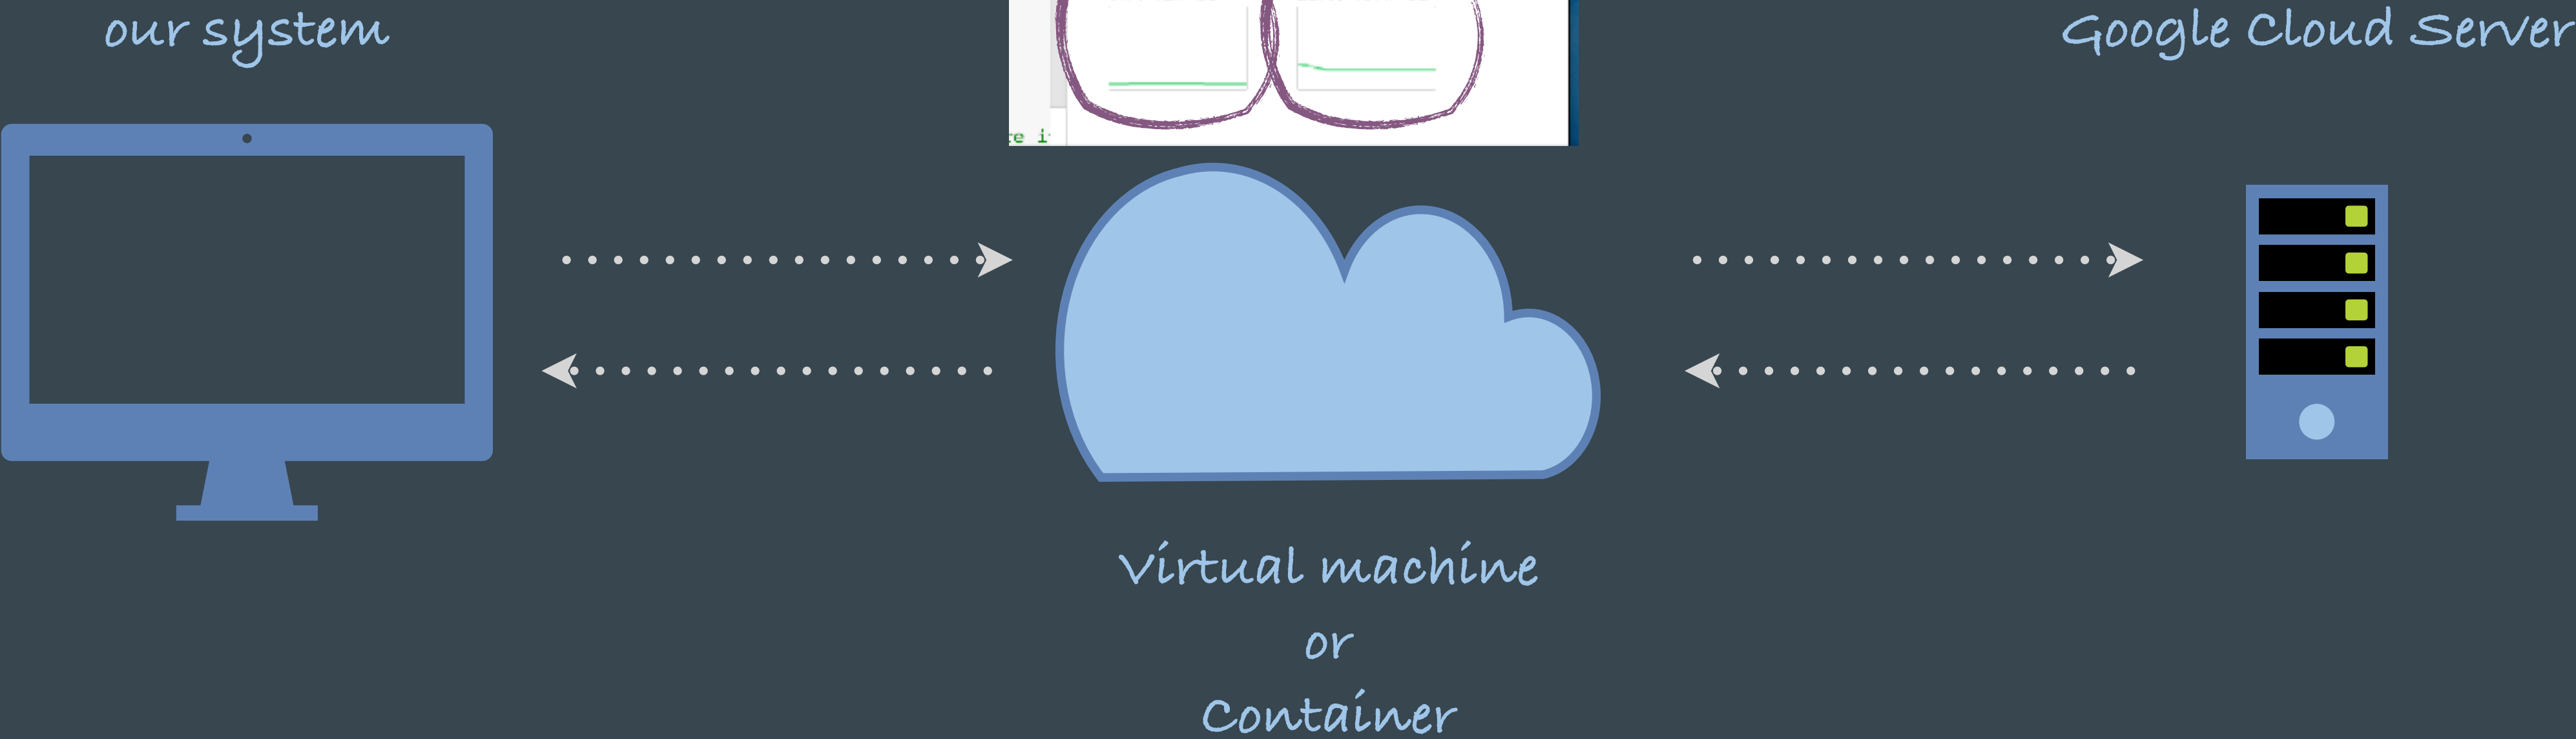 our system
Google Cloud Server
Virtual machine
or
Container